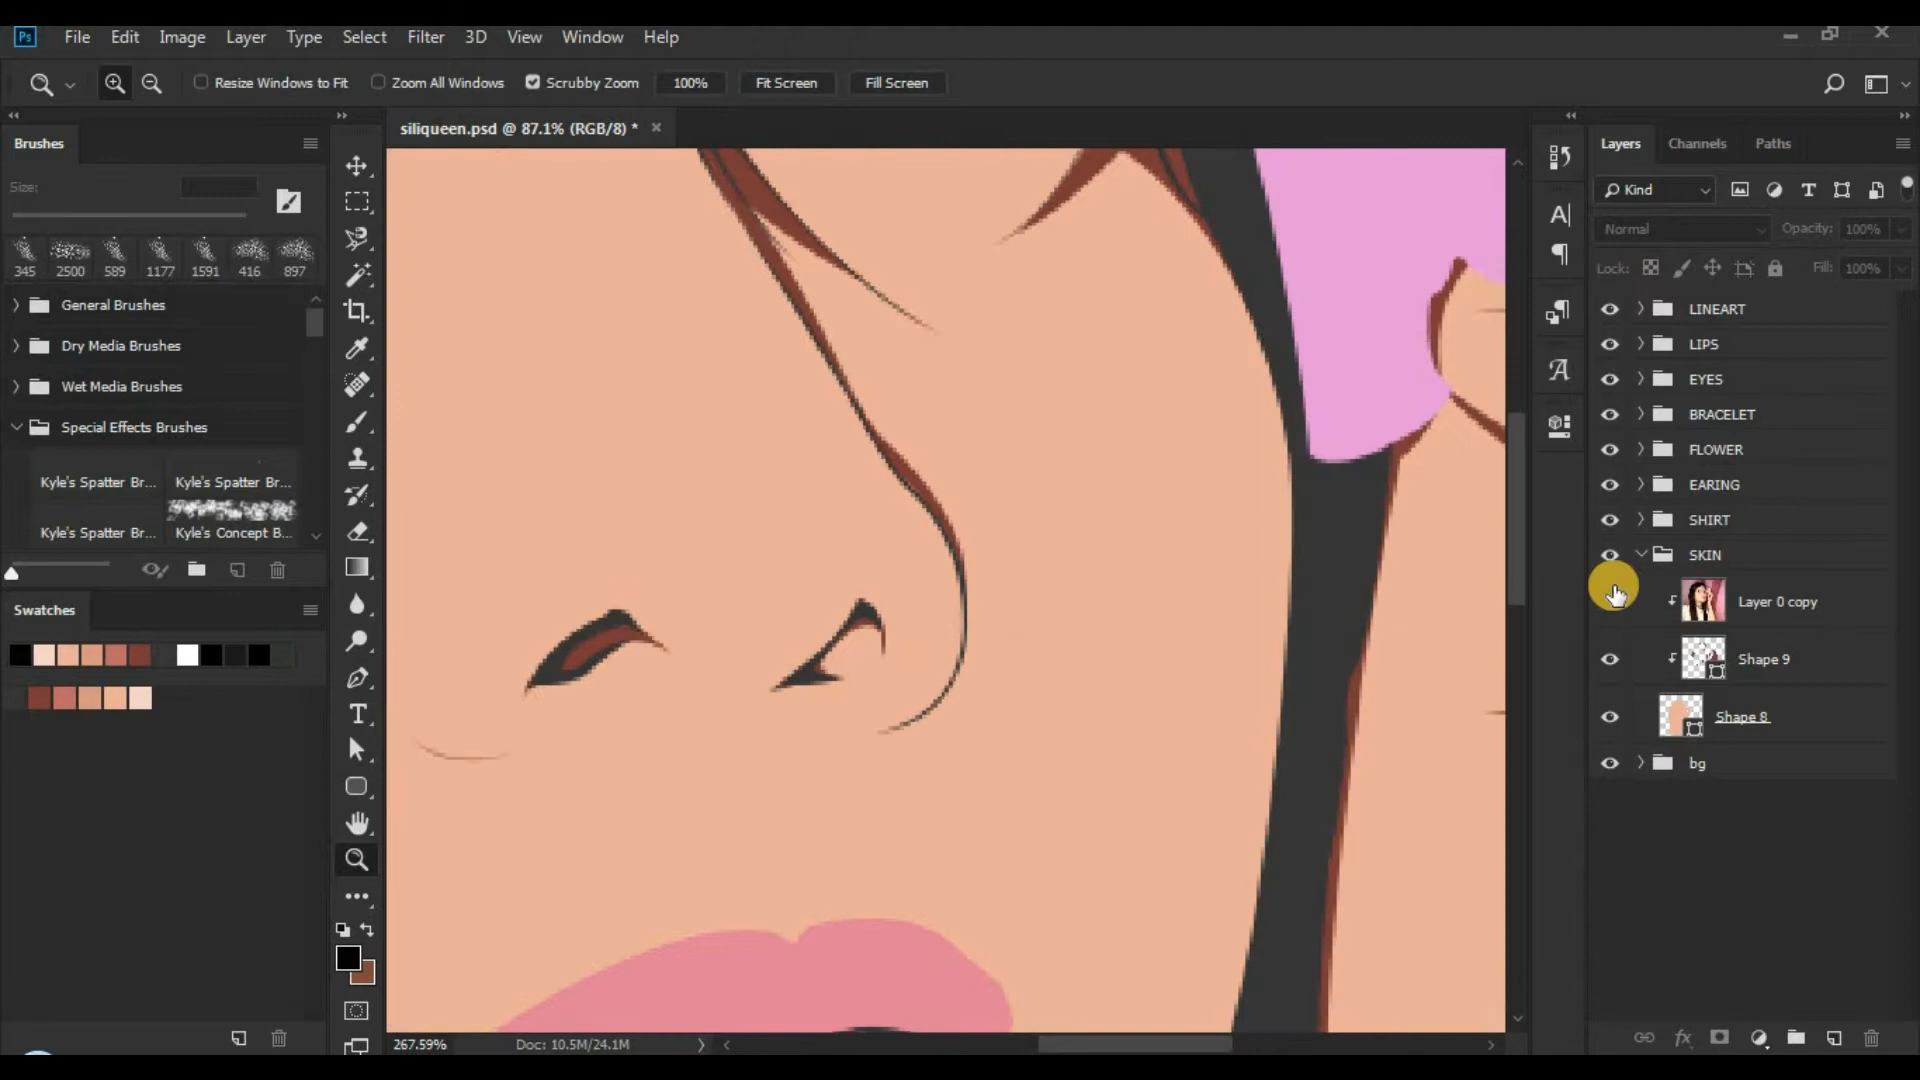 Ps File Edit Image Layer Type Select Filter 3D View Window Help
Resize Windows to Fit Zoom All Windows Scrubby Zoom 100% Fit Screen Fill Screen
Brushes
Size:
345 2500 589 1177 1591 416 897
General Brushes
Dry Media Brushes
Wet Media Brushes
Special Effects Brushes
Kyle's Spatter Br... Kyle's Spatter Br...
Kyle's Spatter Br... Kyle's Concept B...
Swatches
siliqueen.psd @ 87.1% (RGB/8) *
267.59% Doc: 10.5M/24.1M
Layers Channels Paths
Kind
Normal Opacity: 100%
Lock: Fill: 100%
LINEART
LIPS
EYES
BRACELET
FLOWER
EARING
SHIRT
SKIN
Layer 0 copy
Shape 9
Shape 8
bg